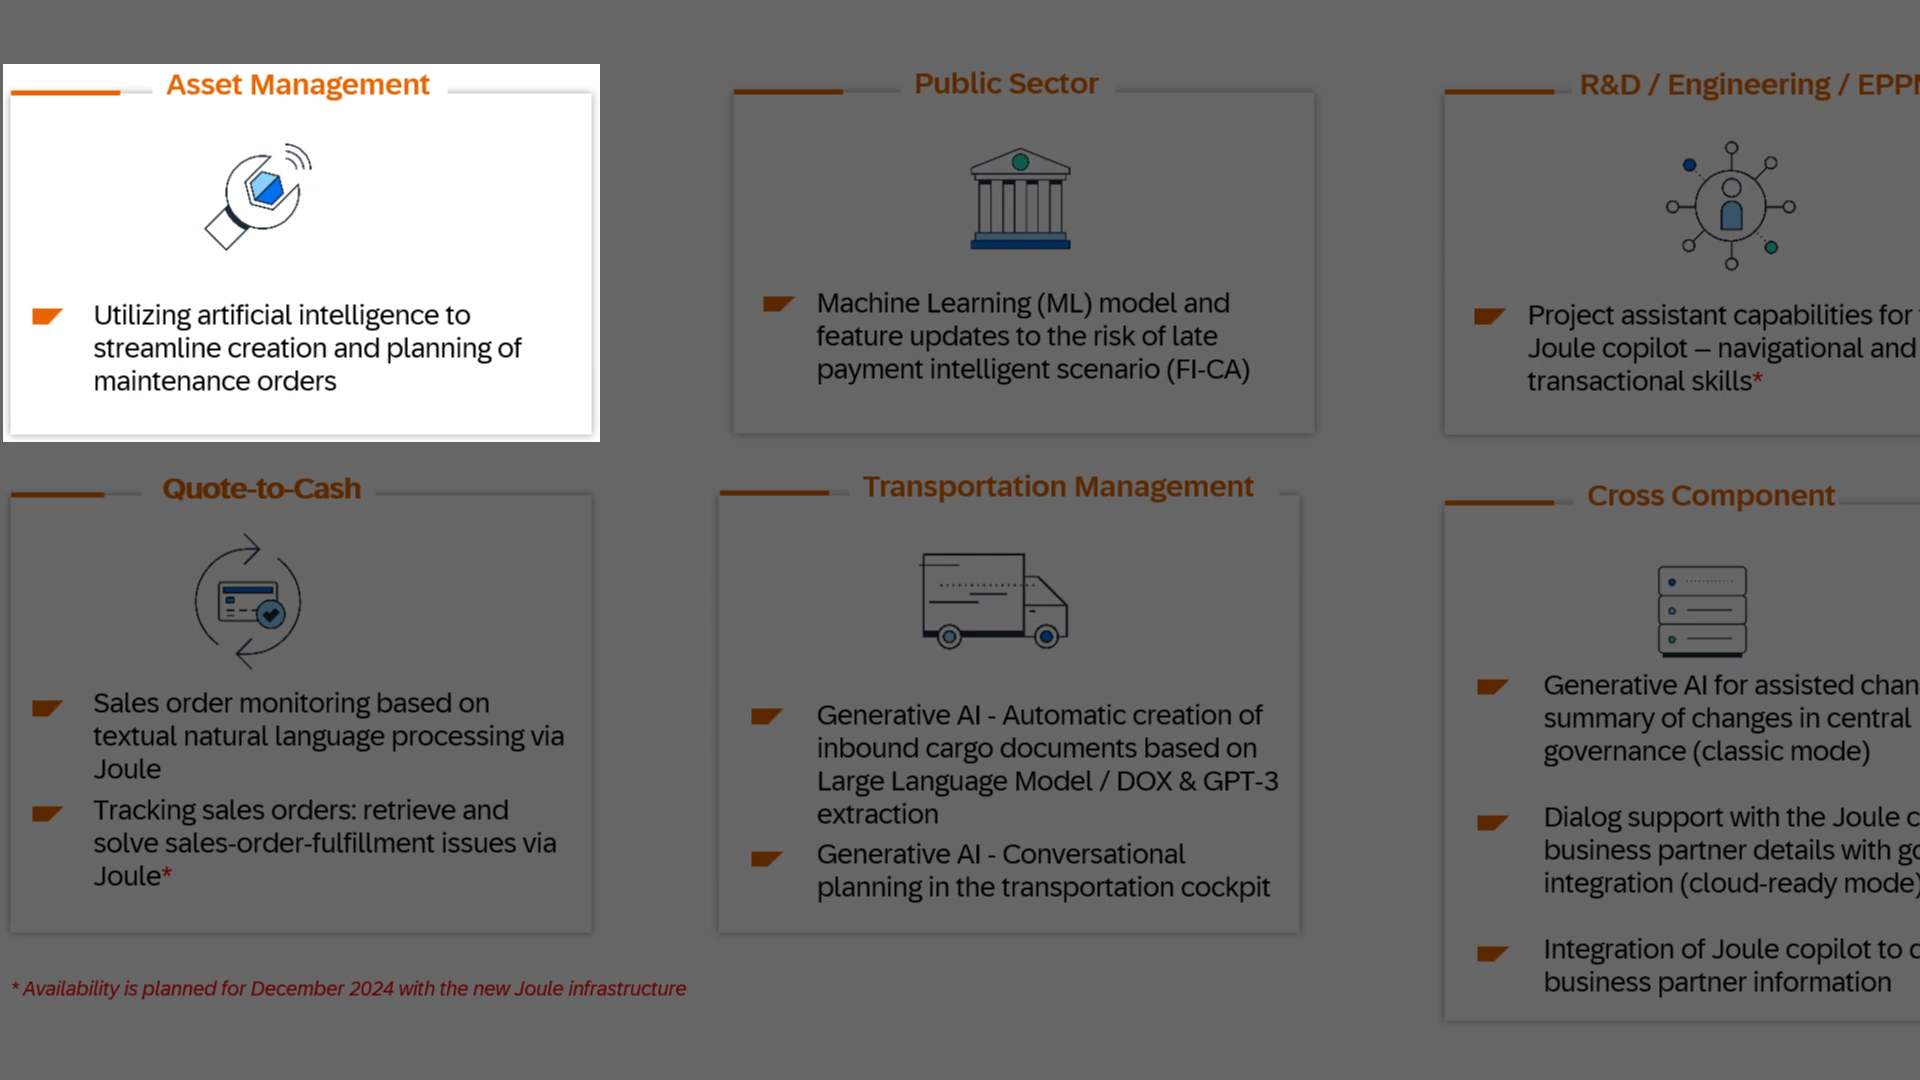 Asset Management
Utilizing artificial intelligence to
streamline creation and planning of
maintenance orders
Public Sector
Machine Learning (ML) model and
feature updates to the risk of late
payment intelligent scenario (FI-CA)
R&D / Engineering /
Project assistant capabilities for
Joule copilot – navigational and
transactional skills*
Quote-to-Cash
Sales order monitoring based on
textual natural language processing via
Joule
Tracking sales orders: retrieve and
solve sales-order-fulfillment issues via
Joule*
Transportation Management
Generative AI - Automatic creation of
inbound cargo documents based on
Large Language Model / DOX & GPT-3
extraction
Generative AI - Conversational
planning in the transportation cockpit
Cross Component
Generative AI for assisted
summary of changes in central
governance (classic mode)
Dialog support with the Joule
business partner details with
integration (cloud-ready mode)
Integration of Joule copilot to
business partner information
* Availability is planned for December 2024 with the new Joule infrastructure